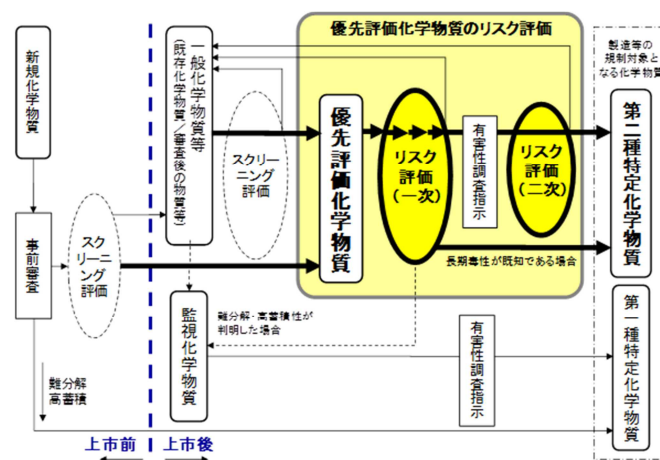 優先評価化学物質のリスク評価
製造等の
規制対象と
なる化学物質
新規化学物質
一般化学物質等
(既存化学物質/審査後の物質等)
スクリー
ニング
評価
優先評価化学物質
リスク
評価
(一次)
有害性調査指示
リスク
評価
(二次)
第二種特定化学物質
事前審査
スク
リーニ
ング
評価
長期毒性が既知である場合
監視化学物質
難分解・高蓄積性が
判明した場合
有害性調査指示
第一種特定化学物質
難分解
高蓄積
上市前
上市後